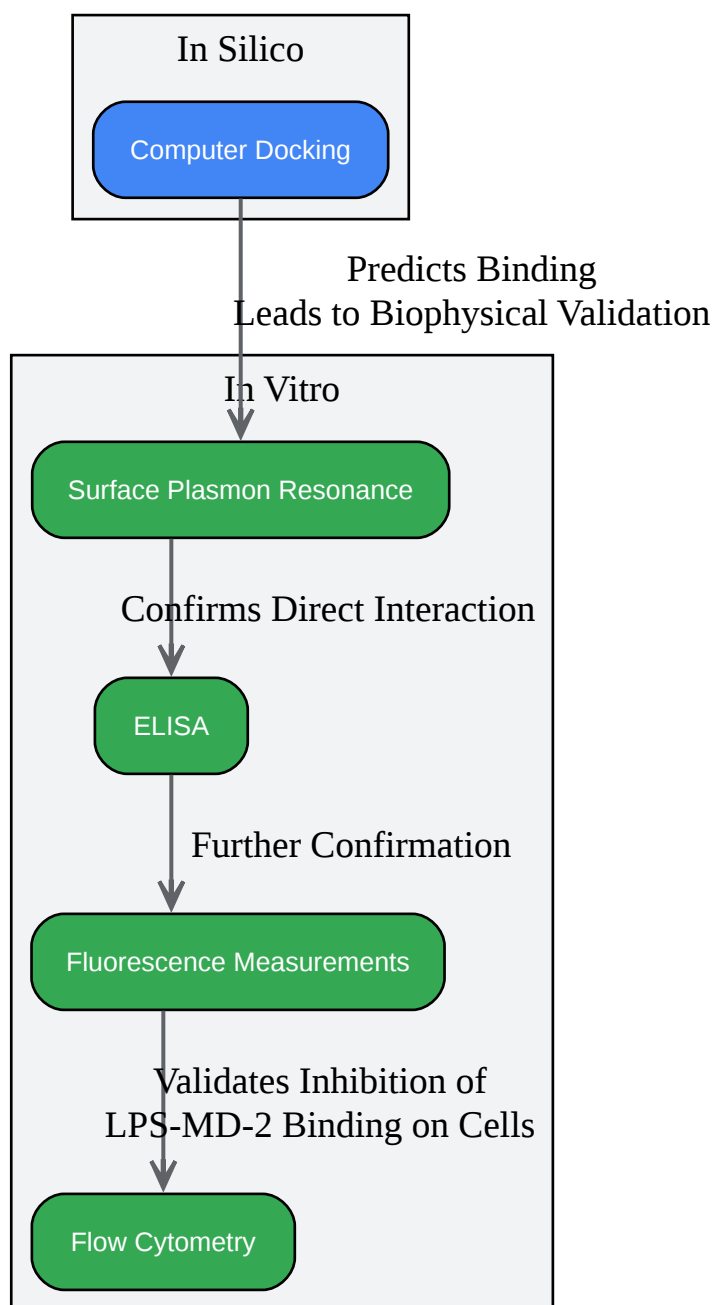 In Silico
Computer Docking
Predicts Binding
Leads to Biophysical Validation
In Vitro
Surface Plasmon Resonance
Confirms Direct Interaction
ELISA
Further Confirmation
Fluorescence Measurements
Validates Inhibition of
LPS-MD-2 Binding on Cells
Flow Cytometry